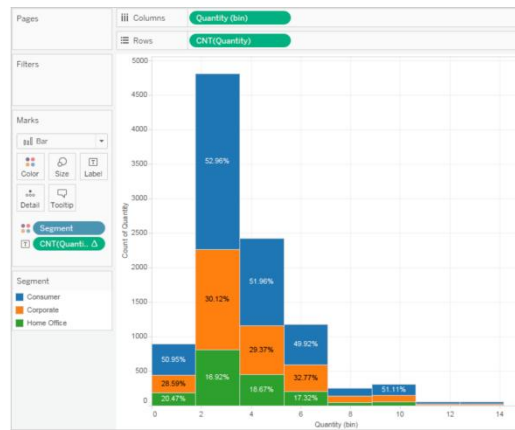 Pages
iii Columns Quantity (bin)
Rows CNT(Quantity)
Filters
Marks
Bar
Color Size Label
Detail Tooltip
Segment
CNT(Quanti.. Δ
Segment
Consumer
Corporate
Home Office
Count of Quantity
5000
4500
4000
3500
3000
2500
2000
1500
1000
500
0
52.96%
30.12%
16.92%
51.96%
29.37%
18.67%
50.95%
28.59%
20.47%
49.92%
32.77%
17.32%
51.11%
0 2 4 6 8 10 12 14
Quantity (bin)